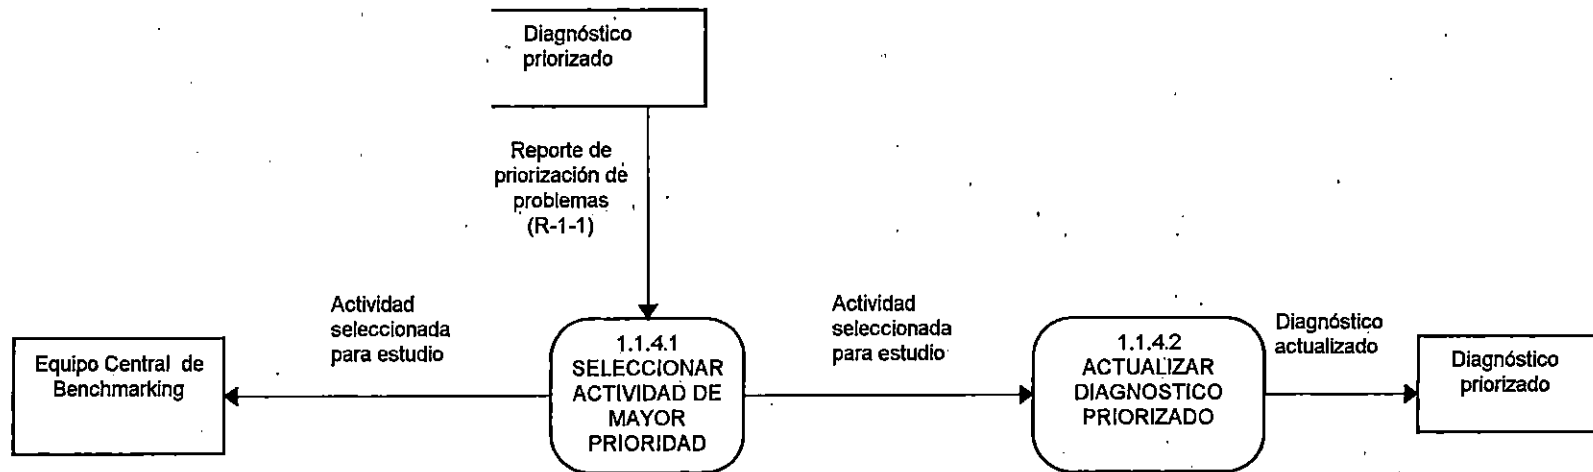 Diagnóstico
priorizado
Reporte de
priorización de
problemas
(R-1-1)
Actividad
seleccionada
para estudio
Actividad
seleccionada
para estudio
Diagnóstico
actualizado
Equipo Central de
Benchmarking
1.1.4.1
SELECCIONAR
ACTIVIDAD DE
MAYOR
PRIORIDAD
1.1.4.2
ACTUALIZAR
DIAGNOSTICO
PRIORIZADO
Diagnóstico
priorizado